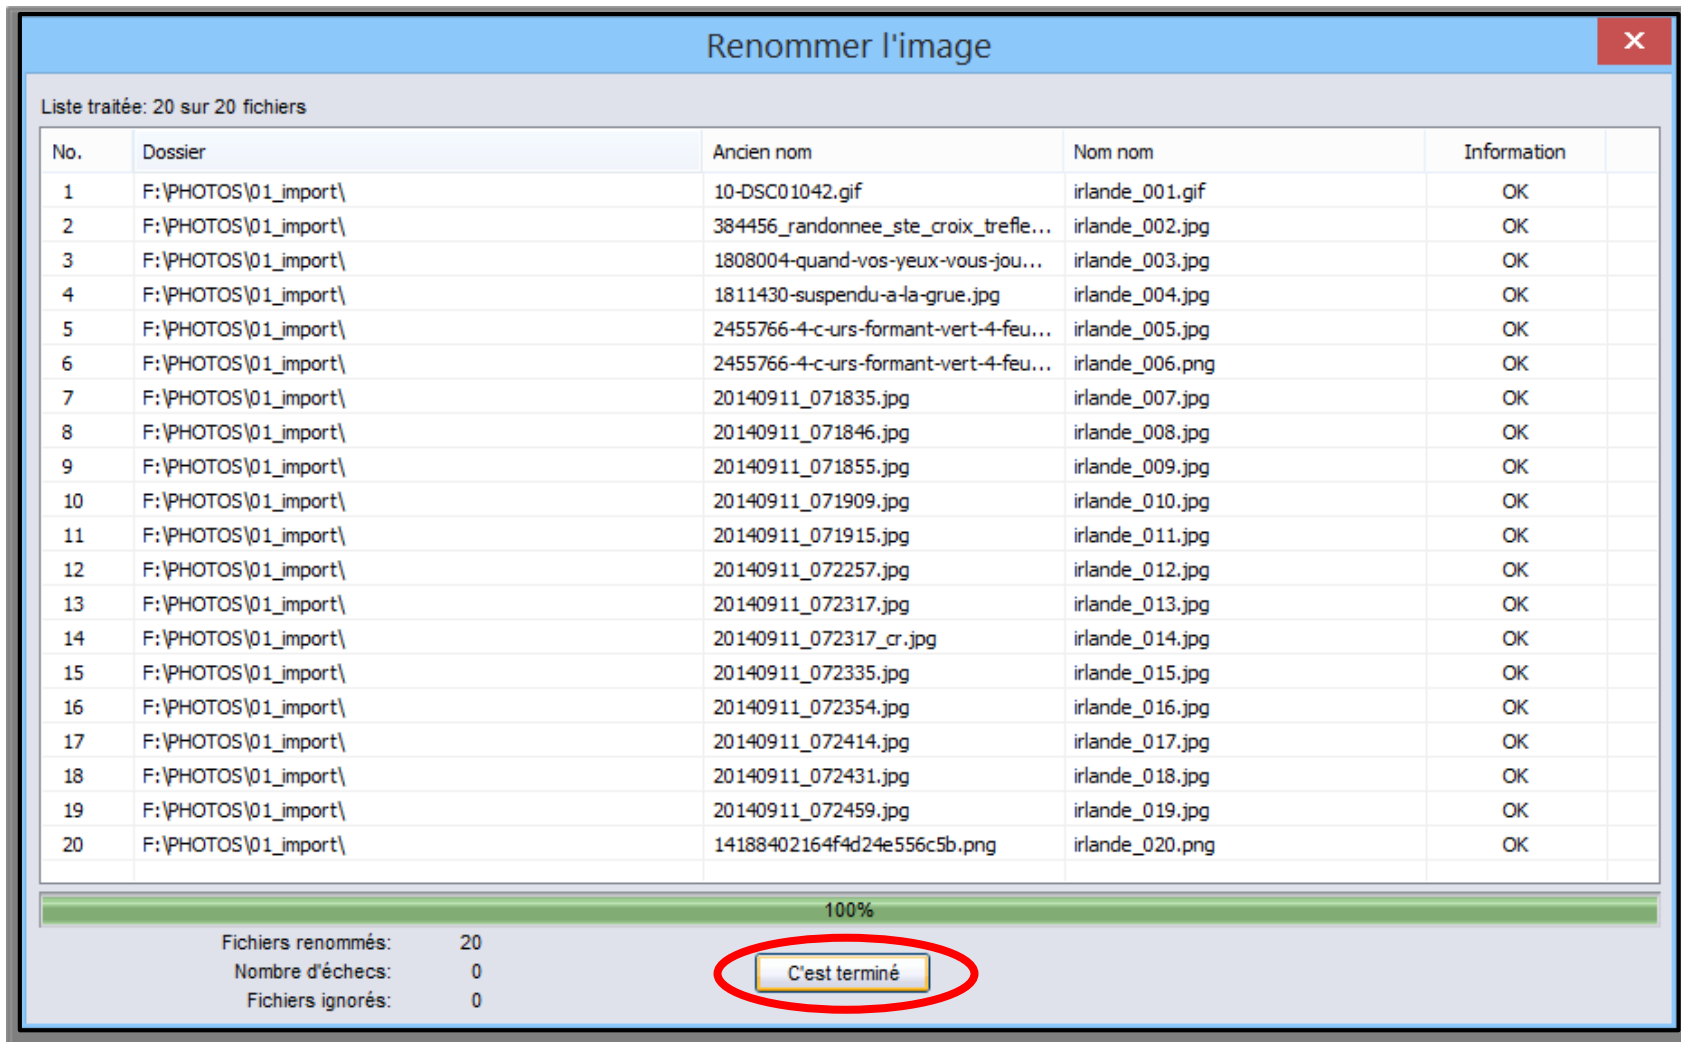 Renommer l'image
Liste traitée: 20 sur 20 fichiers
No. Dossier Ancien nom Nom nom Information
1 F:\PHOTOS\01_import\ 10-DSC01042.gif irlande_001.gif OK
2 F:\PHOTOS\01_import\ 384456_randonnee_ste_croix_trefle... irlande_002.jpg OK
3 F:\PHOTOS\01_import\ 1808004-quand-vos-yeux-vous-jou... irlande_003.jpg OK
4 F:\PHOTOS\01_import\ 1811430-suspendu-a-la-grue.jpg irlande_004.jpg OK
5 F:\PHOTOS\01_import\ 2455766-4-c-urs-formant-vert-4-feu... irlande_005.jpg OK
6 F:\PHOTOS\01_import\ 2455766-4-c-urs-formant-vert-4-feu... irlande_006.png OK
7 F:\PHOTOS\01_import\ 20140911_071835.jpg irlande_007.jpg OK
8 F:\PHOTOS\01_import\ 20140911_071846.jpg irlande_008.jpg OK
9 F:\PHOTOS\01_import\ 20140911_071855.jpg irlande_009.jpg OK
10 F:\PHOTOS\01_import\ 20140911_071909.jpg irlande_010.jpg OK
11 F:\PHOTOS\01_import\ 20140911_071915.jpg irlande_011.jpg OK
12 F:\PHOTOS\01_import\ 20140911_072257.jpg irlande_012.jpg OK
13 F:\PHOTOS\01_import\ 20140911_072317.jpg irlande_013.jpg OK
14 F:\PHOTOS\01_import\ 20140911_072317_cr.jpg irlande_014.jpg OK
15 F:\PHOTOS\01_import\ 20140911_072335.jpg irlande_015.jpg OK
16 F:\PHOTOS\01_import\ 20140911_072354.jpg irlande_016.jpg OK
17 F:\PHOTOS\01_import\ 20140911_072414.jpg irlande_017.jpg OK
18 F:\PHOTOS\01_import\ 20140911_072431.jpg irlande_018.jpg OK
19 F:\PHOTOS\01_import\ 20140911_072459.jpg irlande_019.jpg OK
20 F:\PHOTOS\01_import\ 14188402164f4d24e556c5b.png irlande_020.png OK
100%
Fichiers renommés: 20
Nombre d'échecs: 0
Fichiers ignorés: 0
C'est terminé